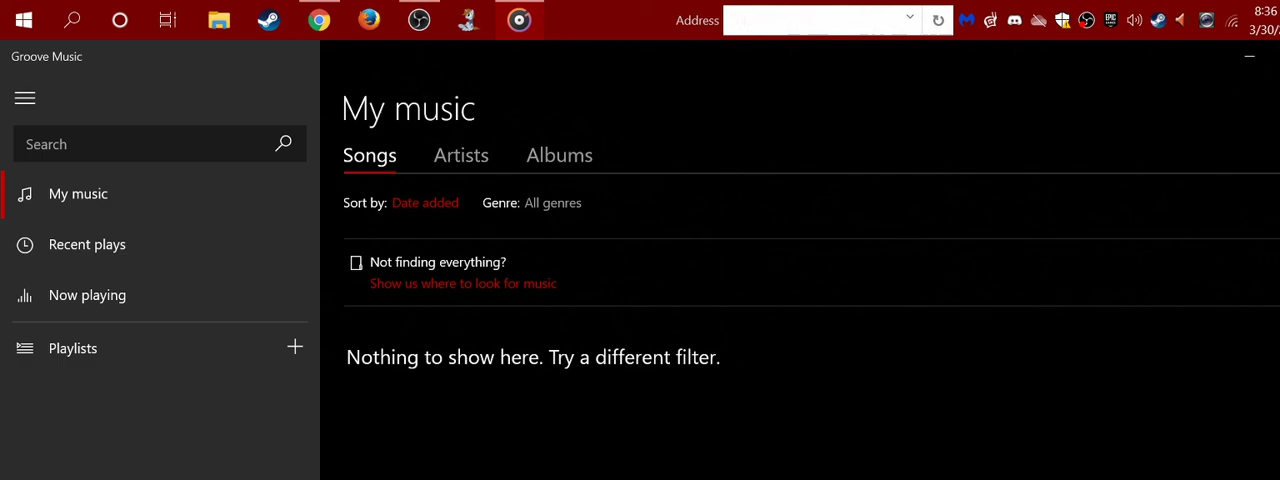 Address
8:36
3/30/
Groove Music
My music
Search
Songs Artists Albums
My music
Sort by: Date added Genre: All genres
Recent plays
Not finding everything?
Show us where to look for music
Now playing
Playlists
Nothing to show here. Try a different filter.